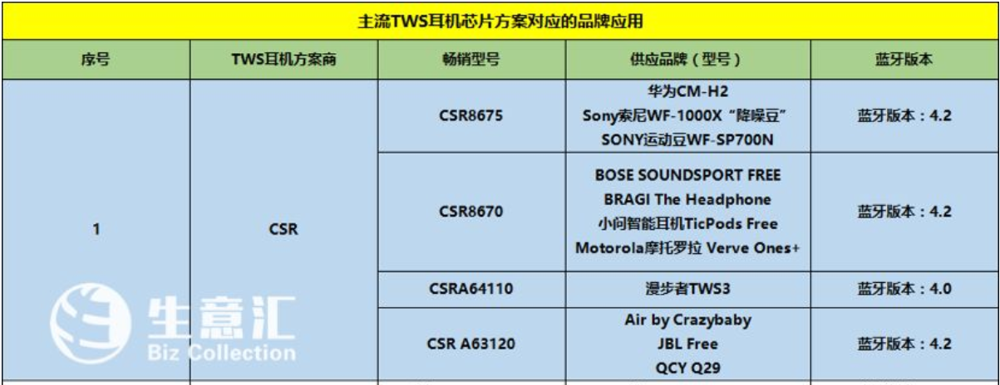 主流TWS耳机芯片方案对应的品牌应用
序号 TWS耳机方案商 畅销型号 供应品牌（型号） 蓝牙版本
1 CSR
CSR8675
华为CM-H2
Sony索尼WF-1000X“降噪豆”
SONY运动豆WF-SP700N
蓝牙版本：4.2
CSR8670
BOSE SOUNDSPORT FREE
BRAGI The Headphone
小问智能耳机TicPods Free
Motorola摩托罗拉 Verve Ones+
蓝牙版本：4.2
CSRA64110
漫步者TWS3
蓝牙版本：4.0
CSR A63120
Air by Crazybaby
JBL Free
QCY Q29
蓝牙版本：4.2
生意汇
Biz Collection